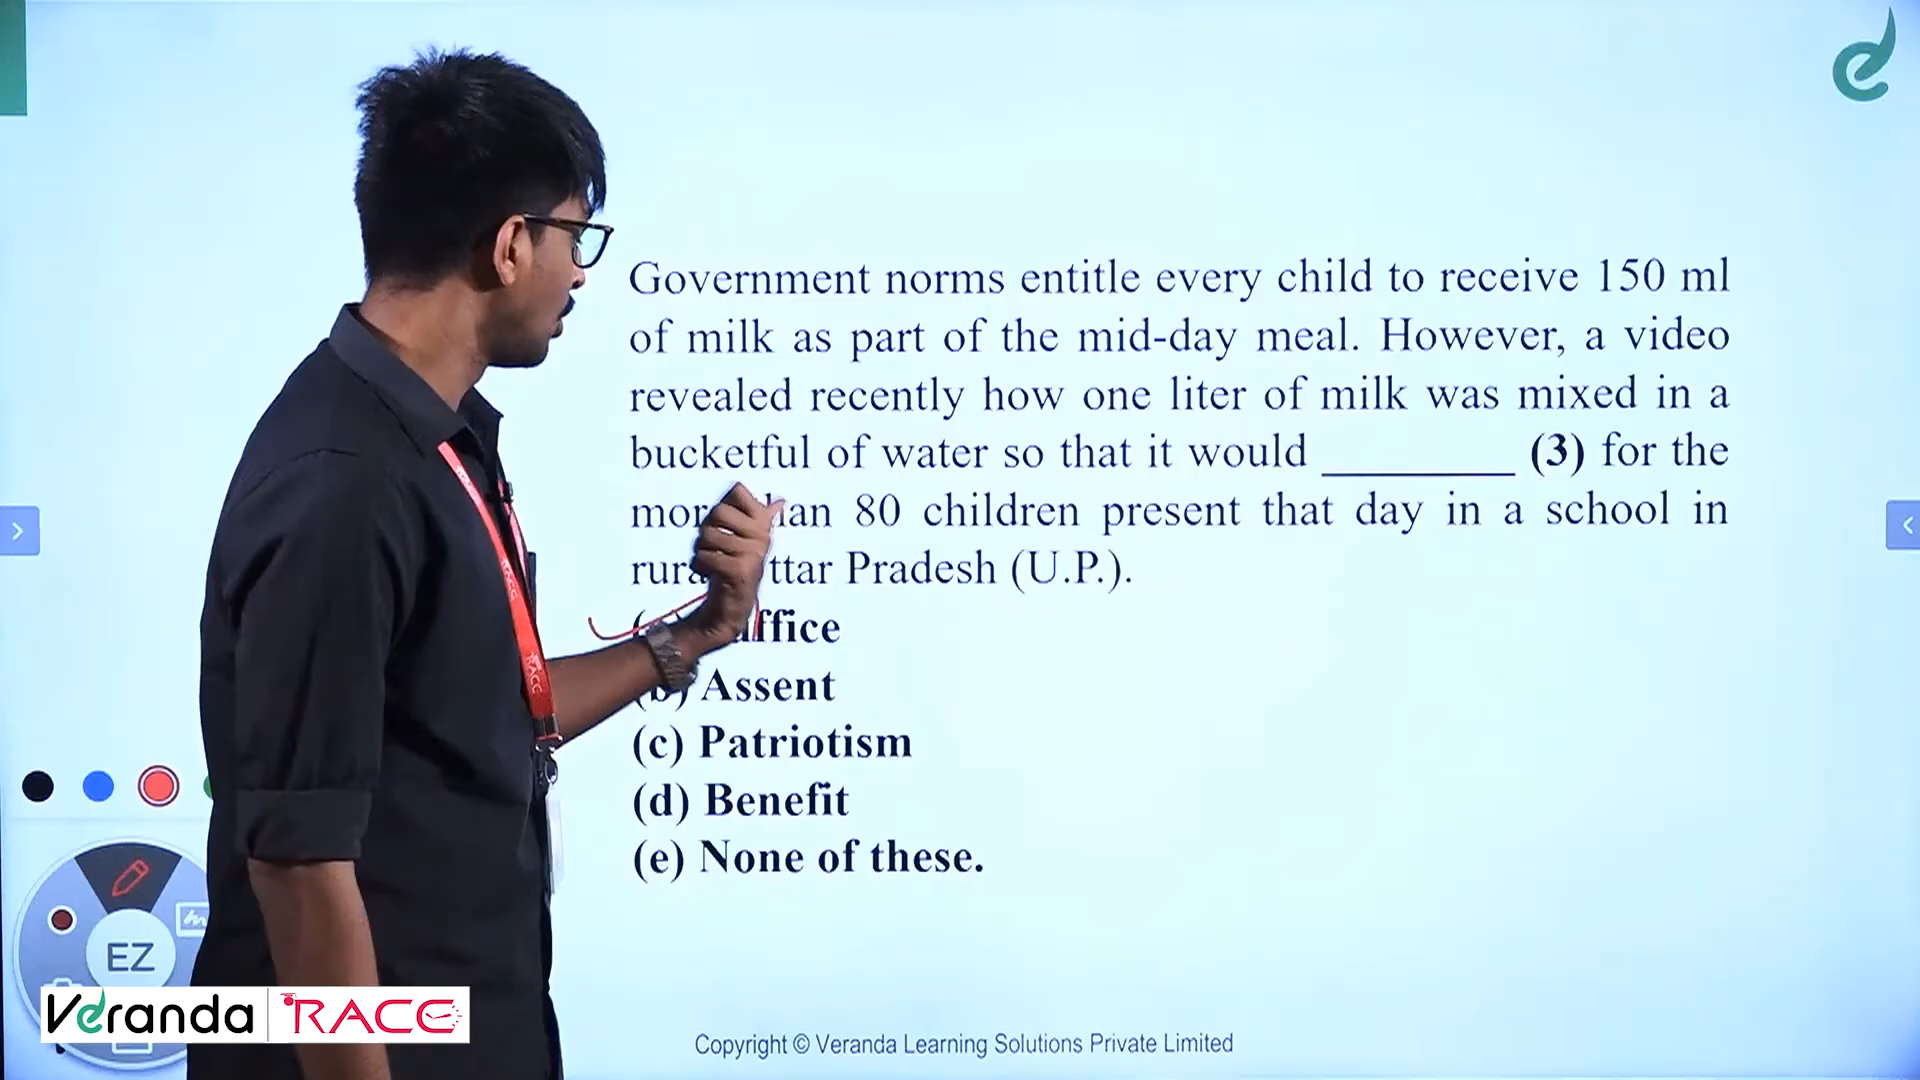 Government norms entitle every child to receive 150 ml
of milk as part of the mid-day meal. However, a video
revealed recently how one liter of milk was mixed in a
bucketful of water so that it would ________ (3) for the
80 children present that day in a school in
Pradesh (U.P.).
(b) Assent
(c) Patriotism
(d) Benefit
(e) None of these.
EZ
Veranda RACE
RACE
Copyright © Veranda Learning Solutions Private Limited